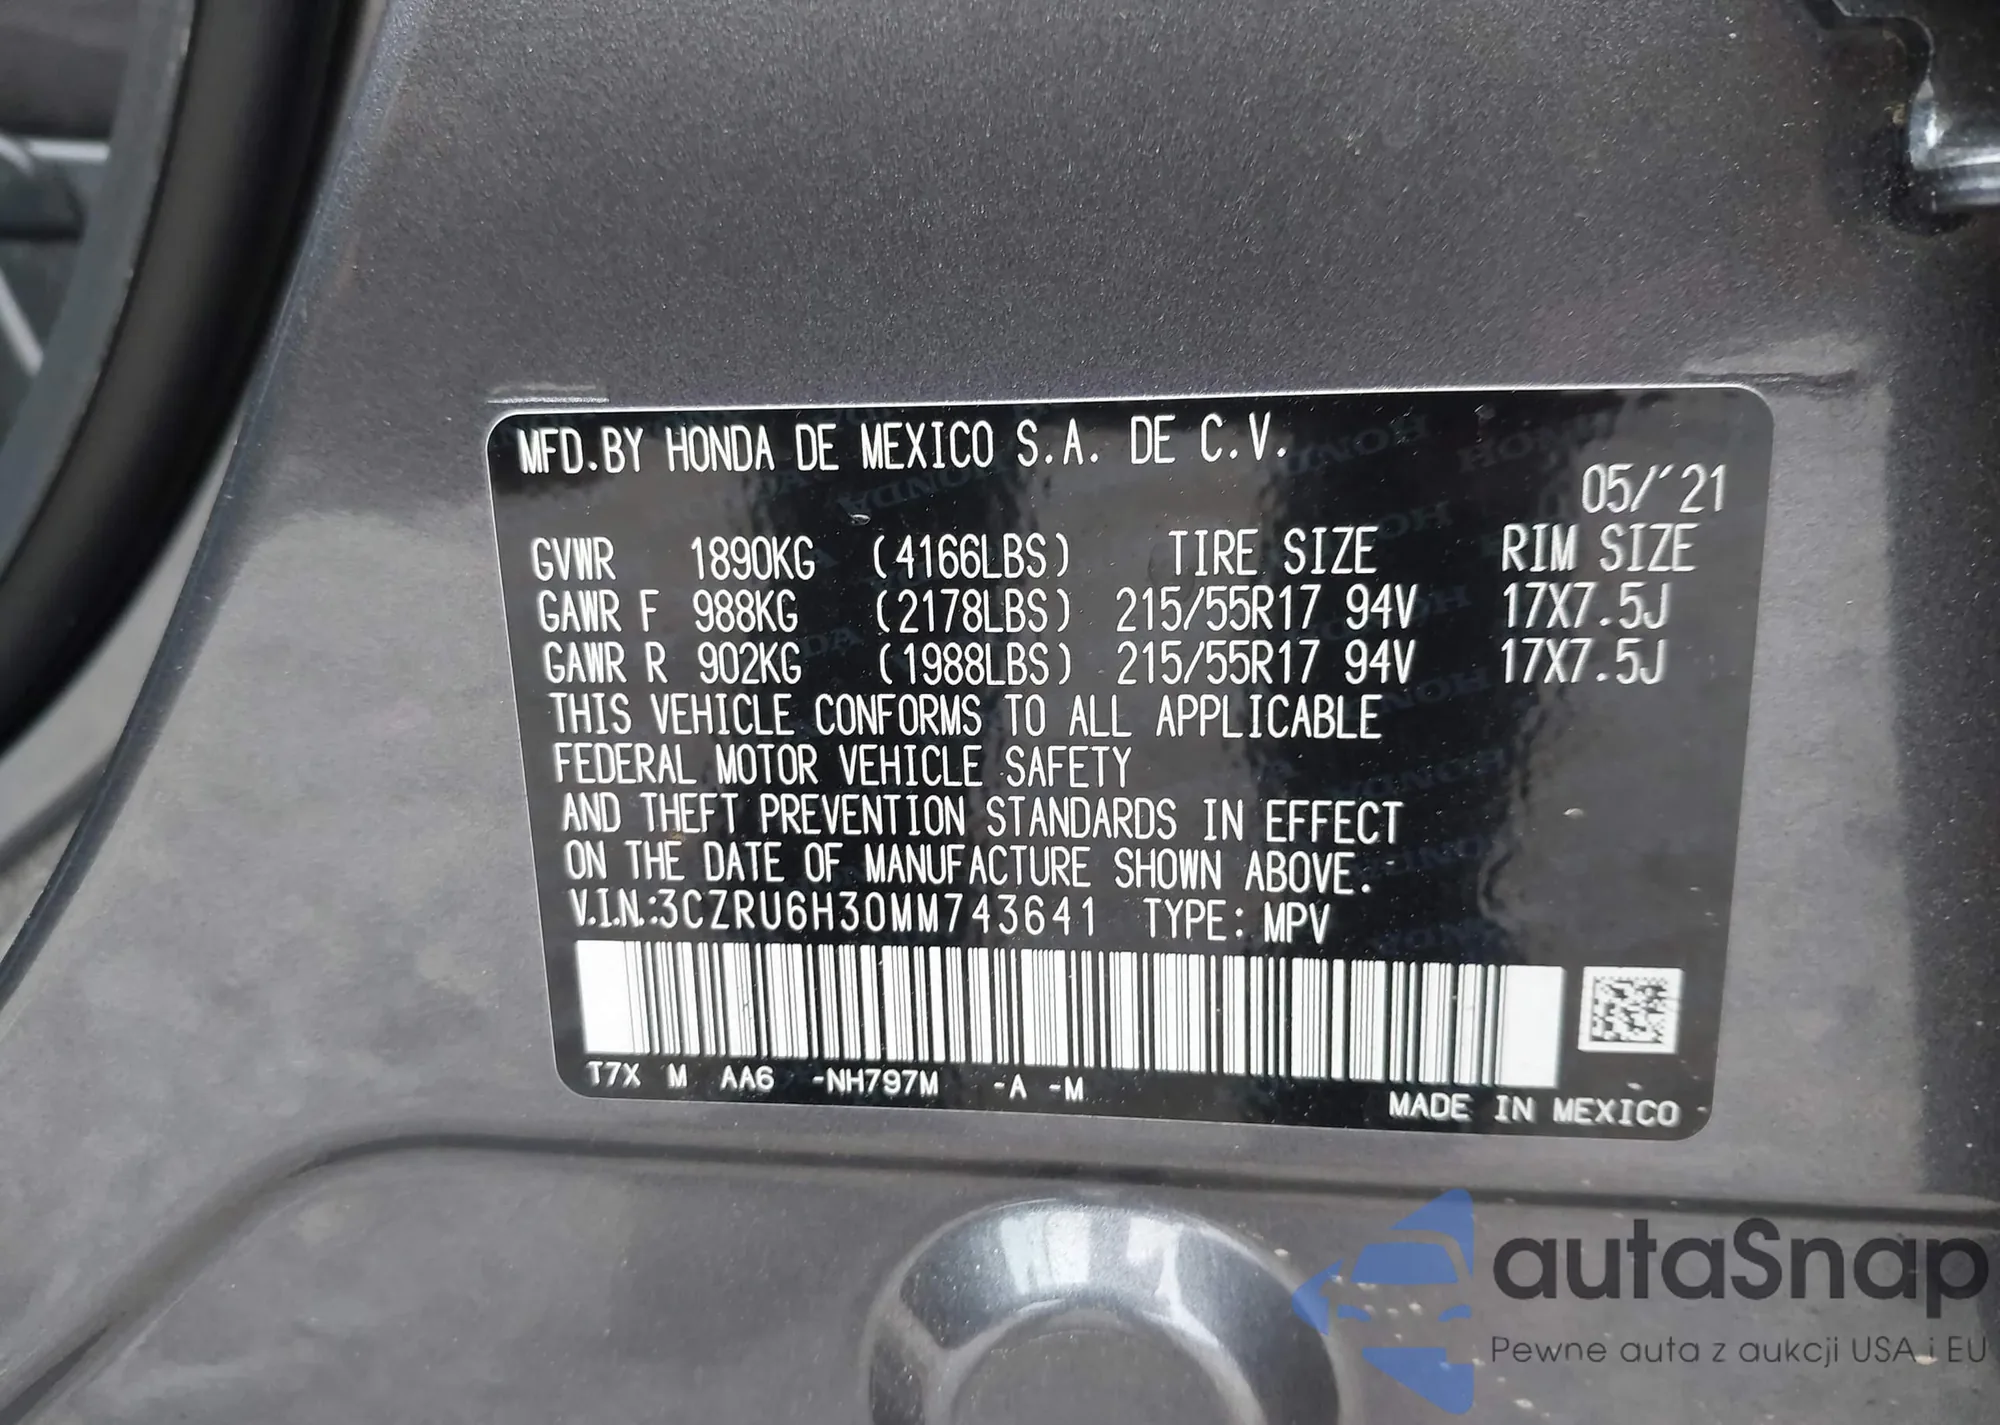 MFD.BY HONDA DE MEXICO S.A. DE C.V.
05/'21
GVWR 1890KG (4166LBS) TIRE SIZE RIM SIZE
GAWR F 988KG (2178LBS) 215/55R17 94V 17X7.5J
GAWR R 902KG (1988LBS) 215/55R17 94V 17X7.5J
THIS VEHICLE CONFORMS TO ALL APPLICABLE
FEDERAL MOTOR VEHICLE SAFETY
AND THEFT PREVENTION STANDARDS IN EFFECT
ON THE DATE OF MANUFACTURE SHOWN ABOVE.
V.I.N.:3CZRU6H30MM743641 TYPE: MPV
T7X M AA6 -NH797M -A -M
MADE IN MEXICO
autaSnap
Pewne auta z aukcji USA i EU